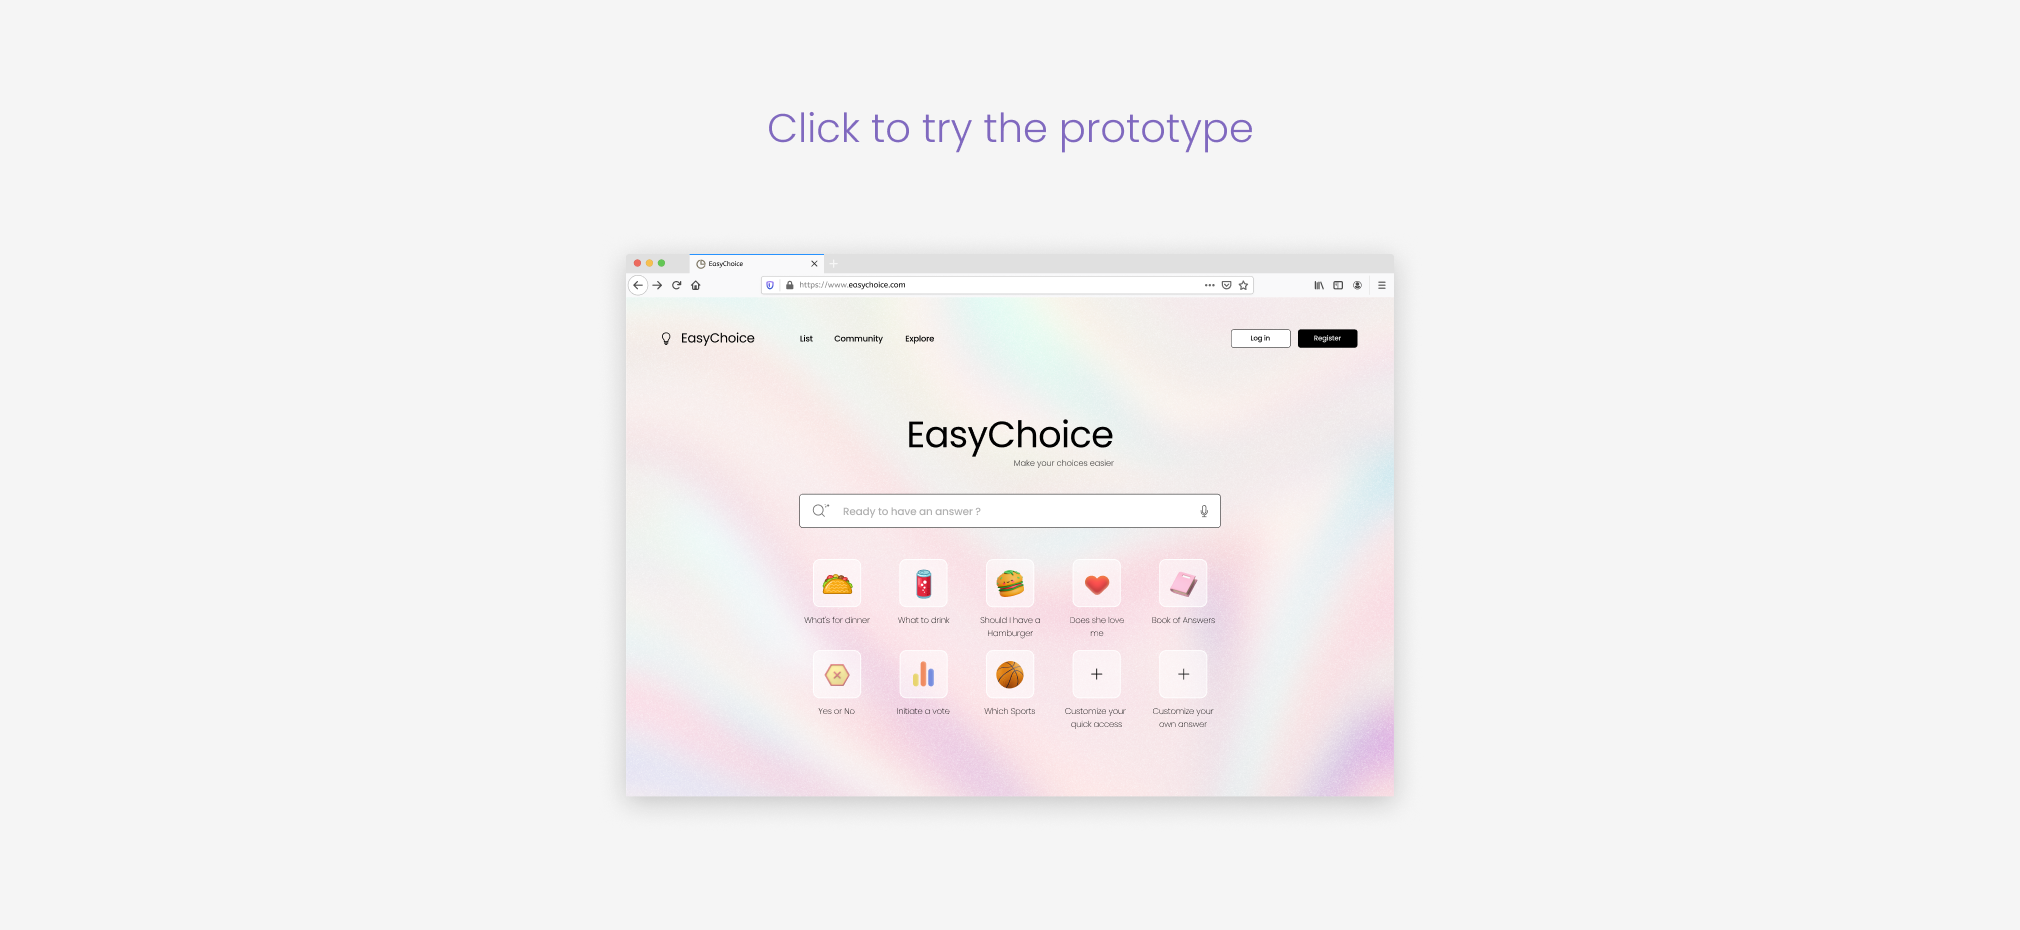 Click to try the prototype
EasyChoice
https://www.easychoice.com
EasyChoice
List
Community
Explore
Log in
Register
EasyChoice
Make your choices easier
Ready to have an answer ?
What's for dinner
What to drink
Should I have a
Hamburger
Does she love
me
Book of Answers
Yes or No
Initiate a vote
Which Sports
Customize your
quick access
Customize your
own answer